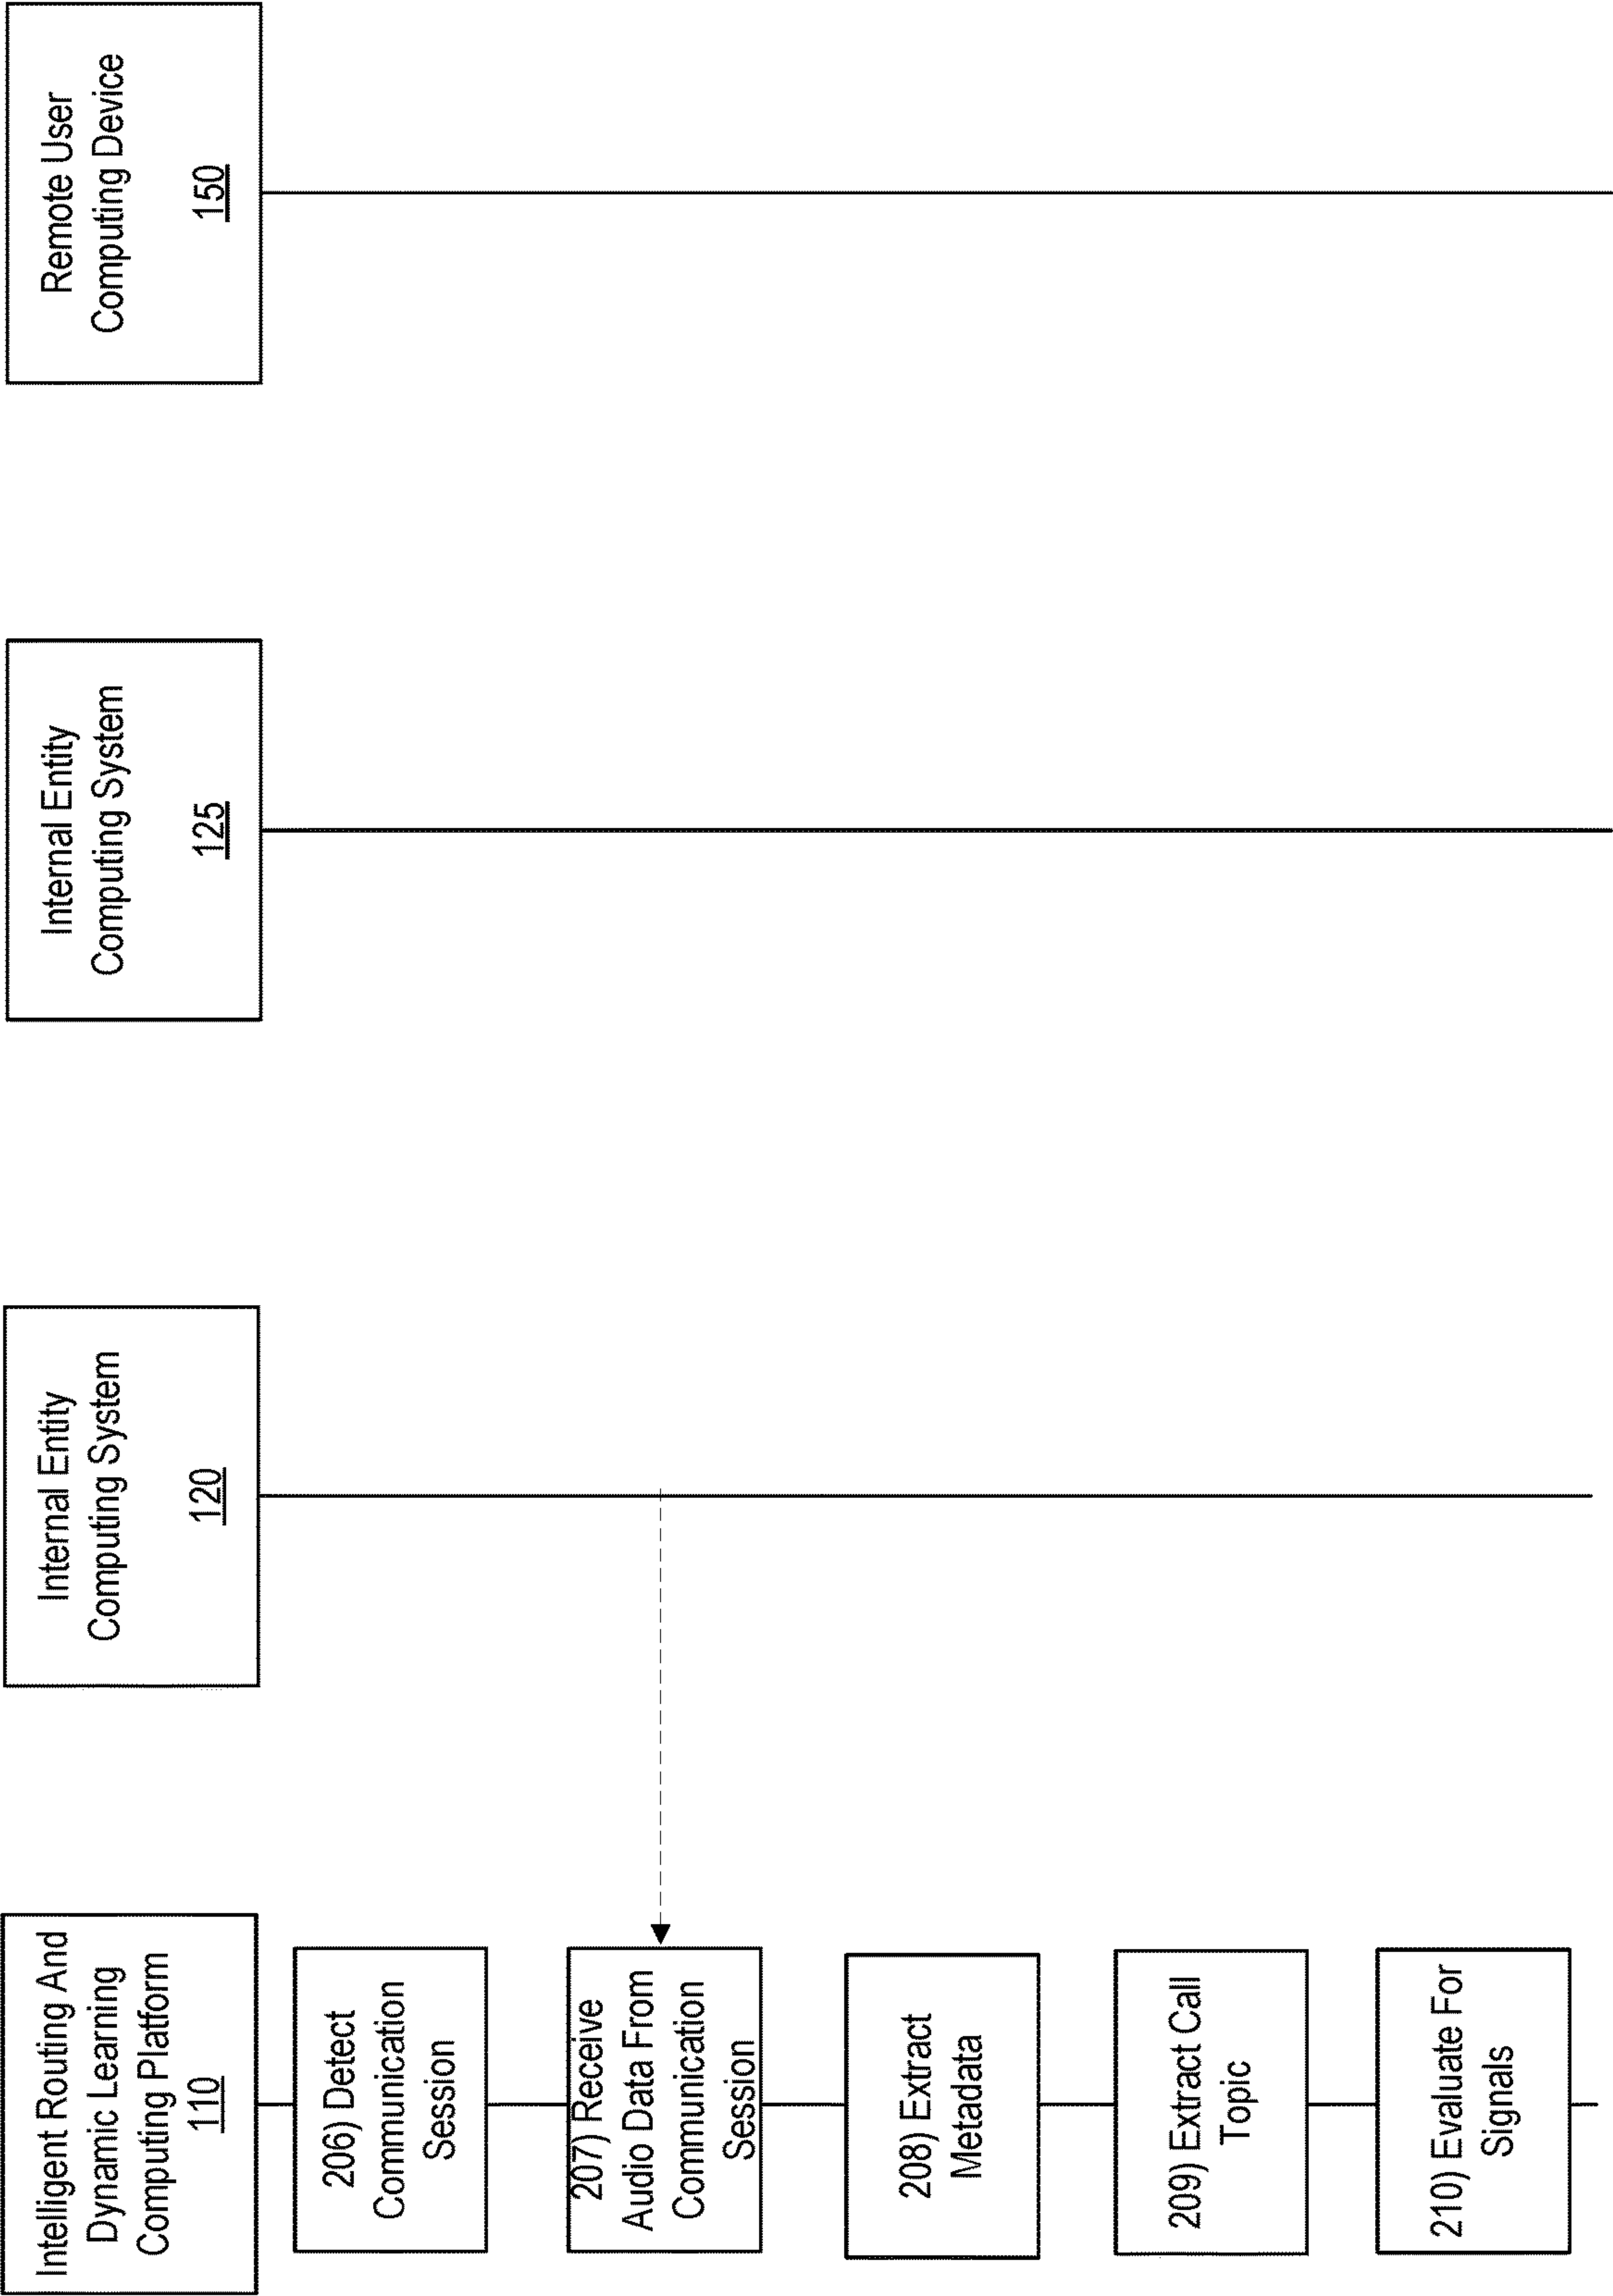 Intelligent Routing And
Dynamic Learning
Computing Platform
110
Internal Entity
Computing System
120
Internal Entity
Computing System
125
Remote User
Computing Device
150
206) Detect
Communication
Session
207) Receive
Audio Data From
Communication
Session
208) Extract
Metadata
209) Extract Call
Topic
210) Evaluate For
Signals